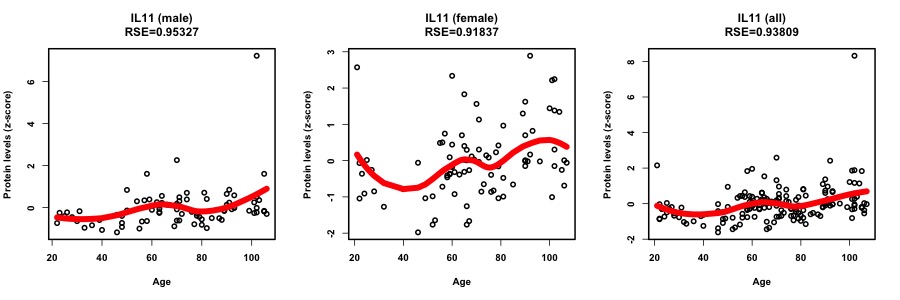 IL11 (male)
RSE=0.95327
Protein levels (z-score)
6
4
2
0
20 40 60 80 100
Age
IL11 (female)
RSE=0.91837
Protein levels (z-score)
3
2
1
0
-1
-2
20 40 60 80 100
Age
IL11 (all)
RSE=0.93809
Protein levels (z-score)
8
6
4
2
0
-2
20 40 60 80 100
Age